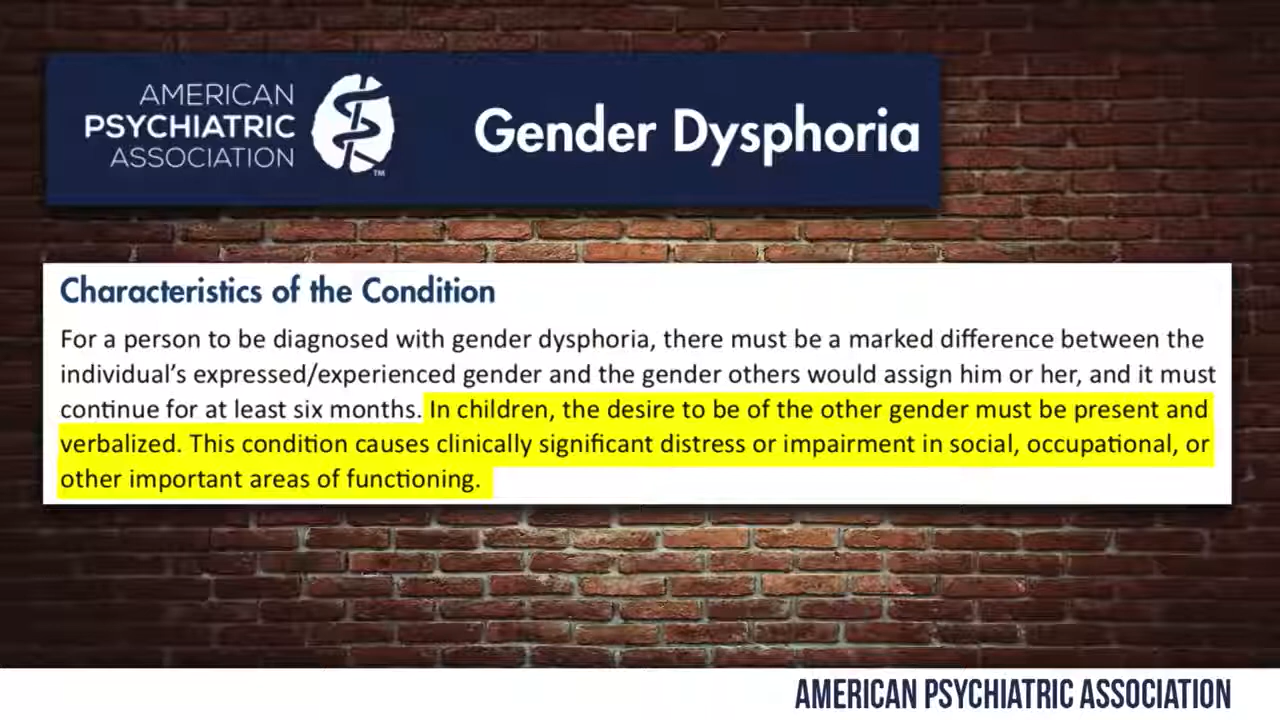 AMERICAN
PSYCHIATRIC
ASSOCIATION
TM
Gender Dysphoria
Characteristics of the Condition
For a person to be diagnosed with gender dysphoria, there must be a marked difference between the
individual’s expressed/experienced gender and the gender others would assign him or her, and it must
continue for at least six months. In children, the desire to be of the other gender must be present and
verbalized. This condition causes clinically significant distress or impairment in social, occupational, or
other important areas of functioning.
AMERICAN PSYCHIATRIC ASSOCIATION